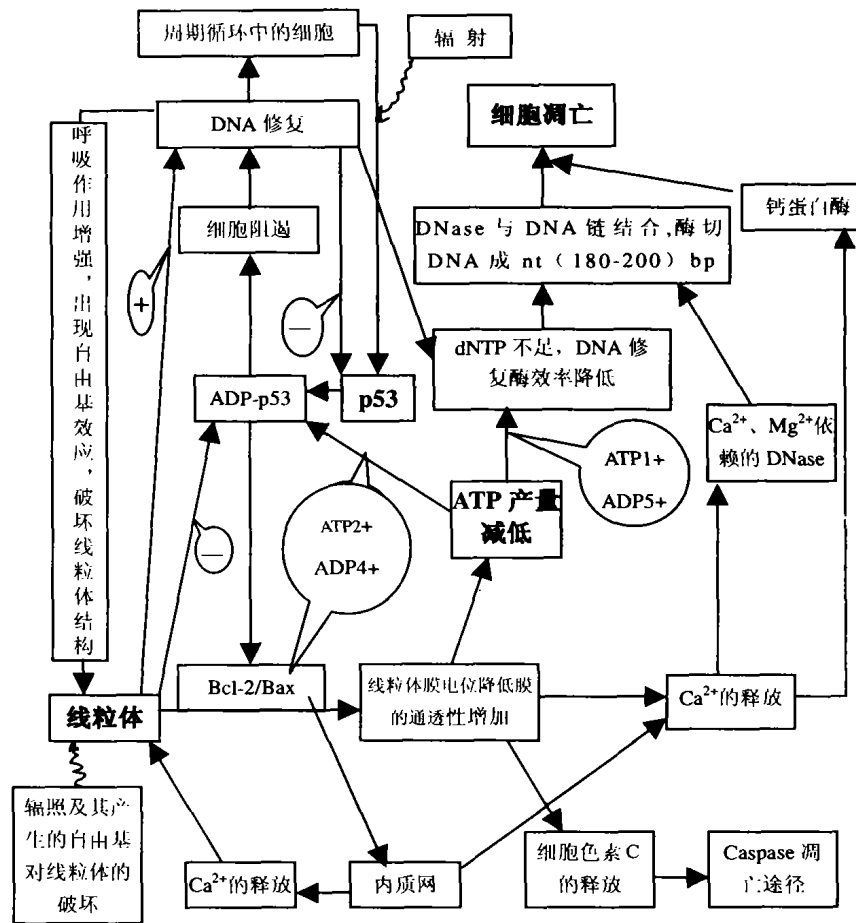 周期循环中的细胞
辐 射
DNA 修复
细胞凋亡
呼吸作用增强，出现自由基效应，破坏线粒体结构
细胞阻遏
钙蛋白酶
DNase 与 DNA 链结合,酶切
DNA 成 nt（180-200）bp
+
—
dNTP 不足，DNA 修
复酶效率降低
ADP-p53
p53
Ca²⁺、Mg²⁺依
赖的 DNase
ATP1+
ADP5+
ATP 产量
减低
ATP2+
ADP4+
—
Bcl-2/Bax
线粒体膜电位降低膜
的通透性增加
Ca²⁺的释放
线粒体
辐照及其产
生的自由基
对线粒体的
破坏
Ca²⁺的释放
内质网
细胞色素 C
的释放
Caspase 凋
亡途径